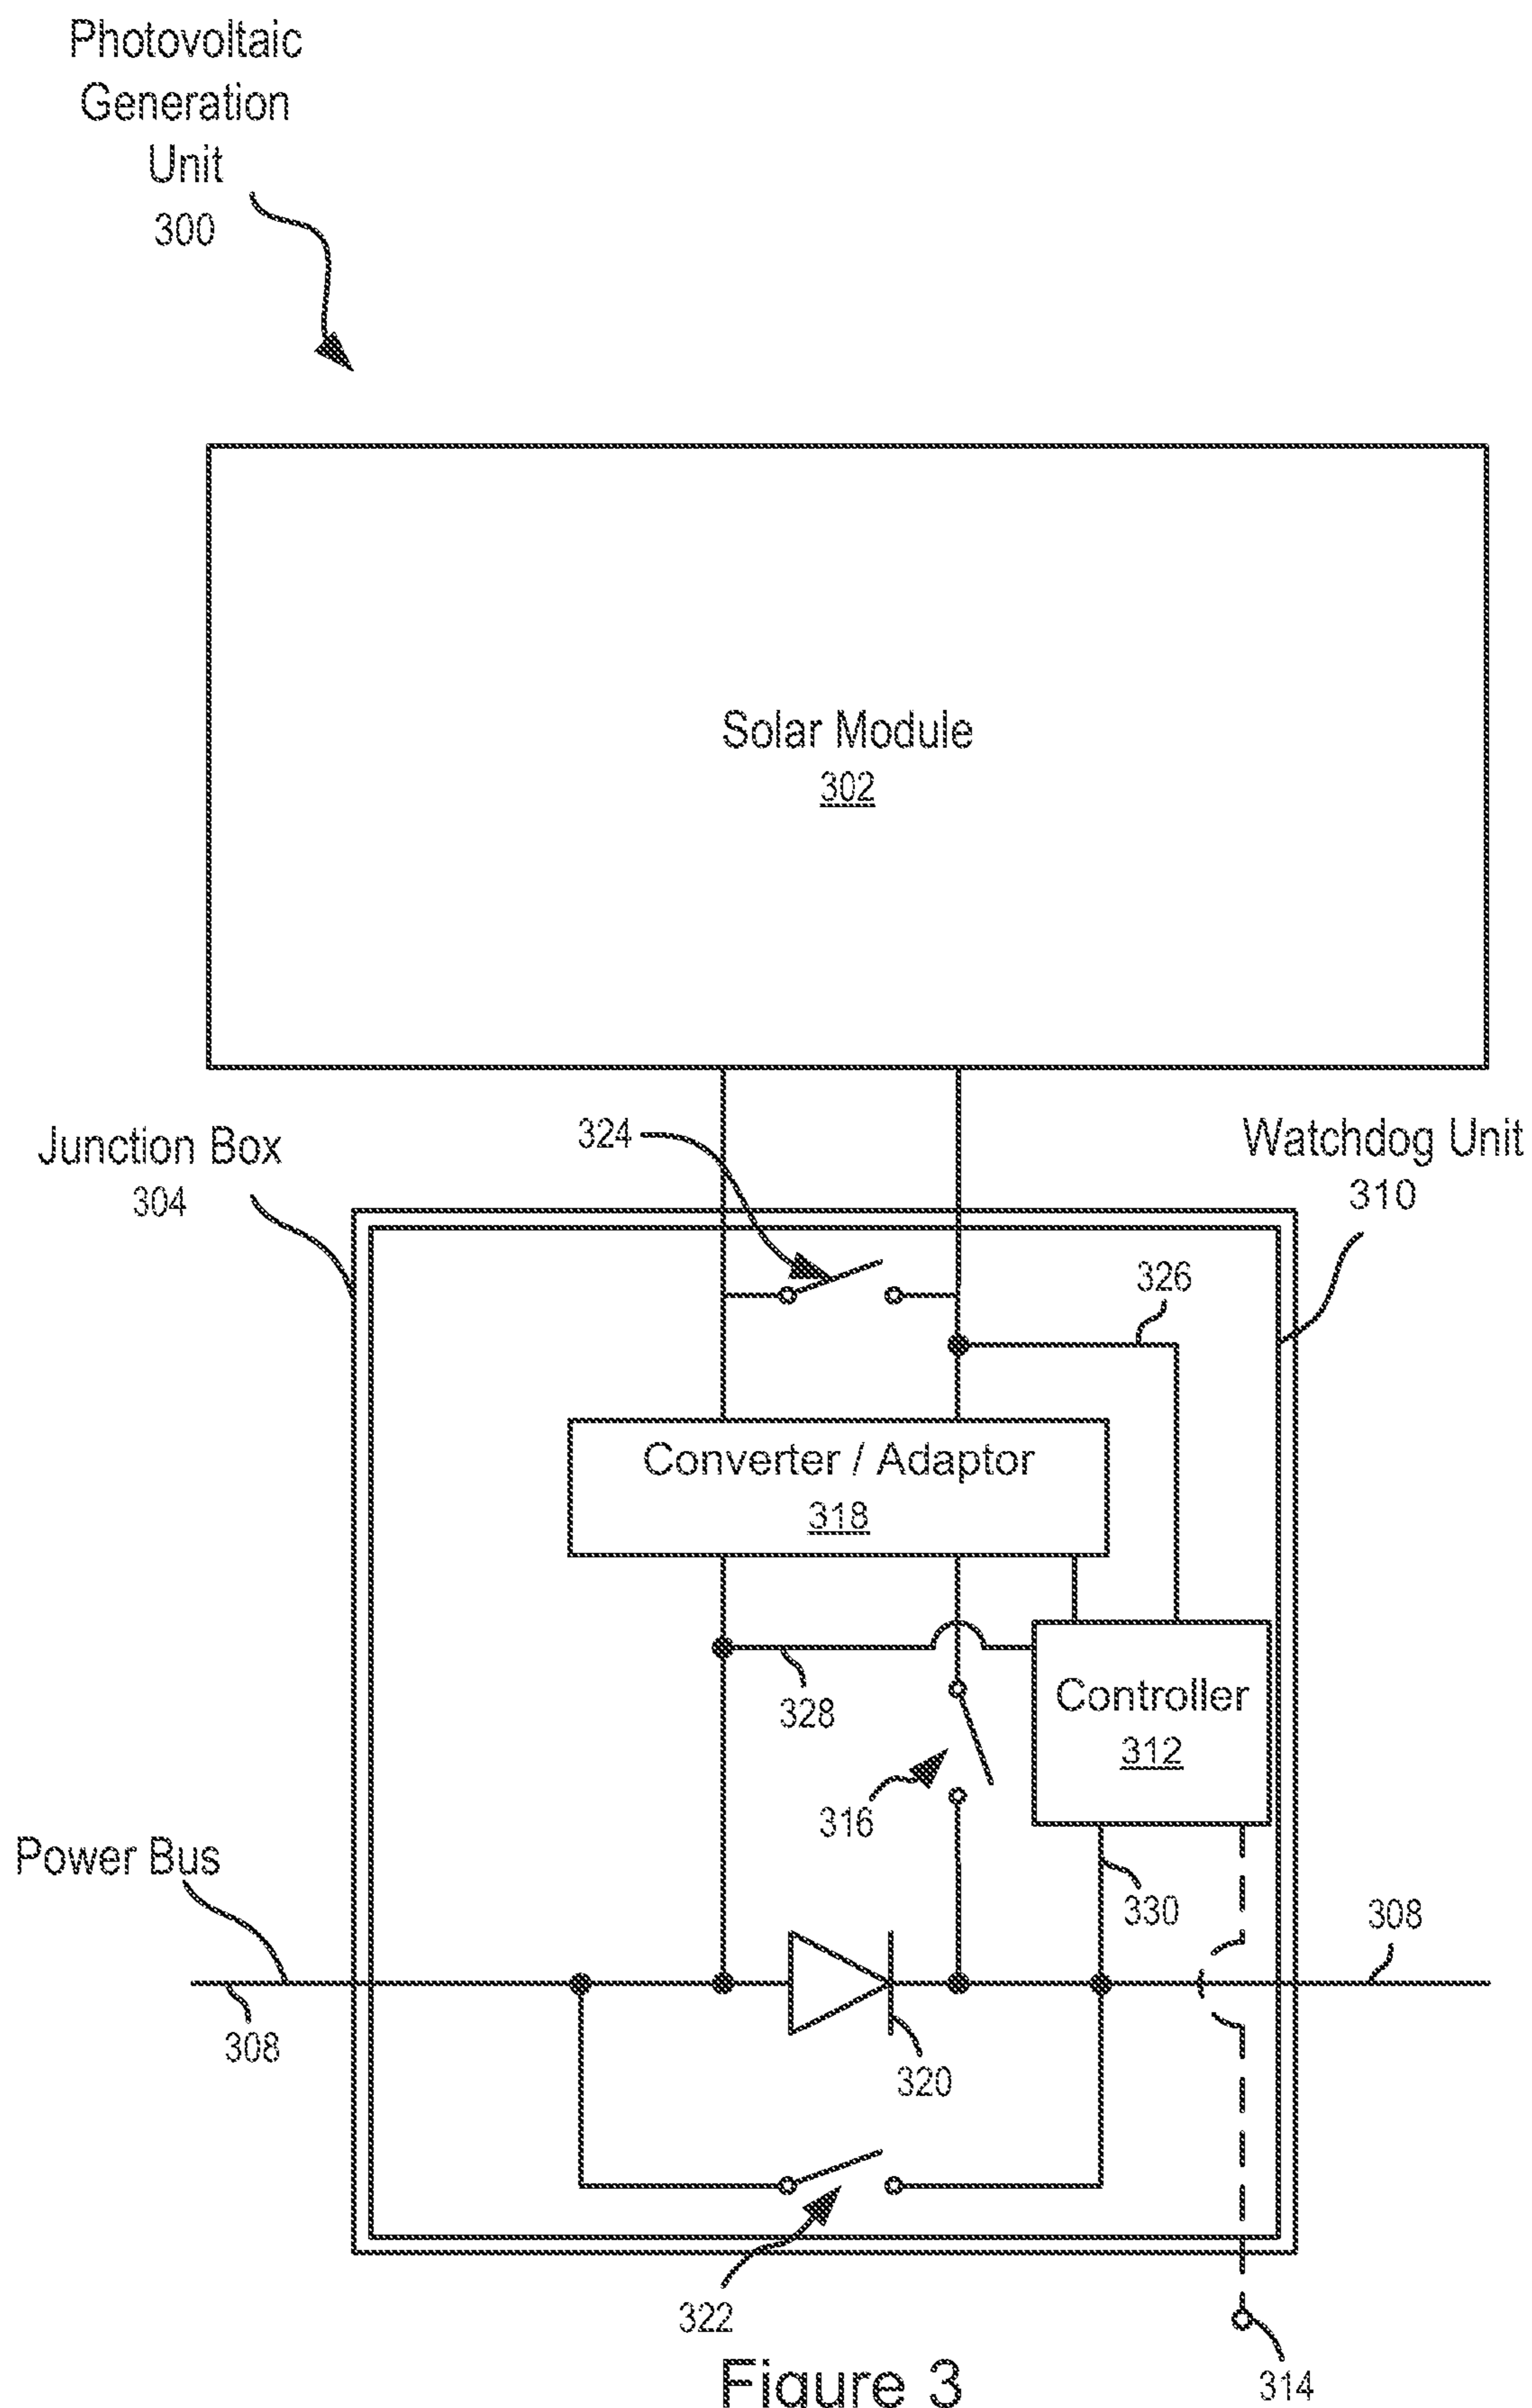 Photovoltaic
Generation
Unit
300
Solar Module
302
324
Junction Box
304
Watchdog Unit
310
326
Converter / Adaptor
318
328
Controller
312
316
Power Bus
330
308
308
320
322
314
Figure 3